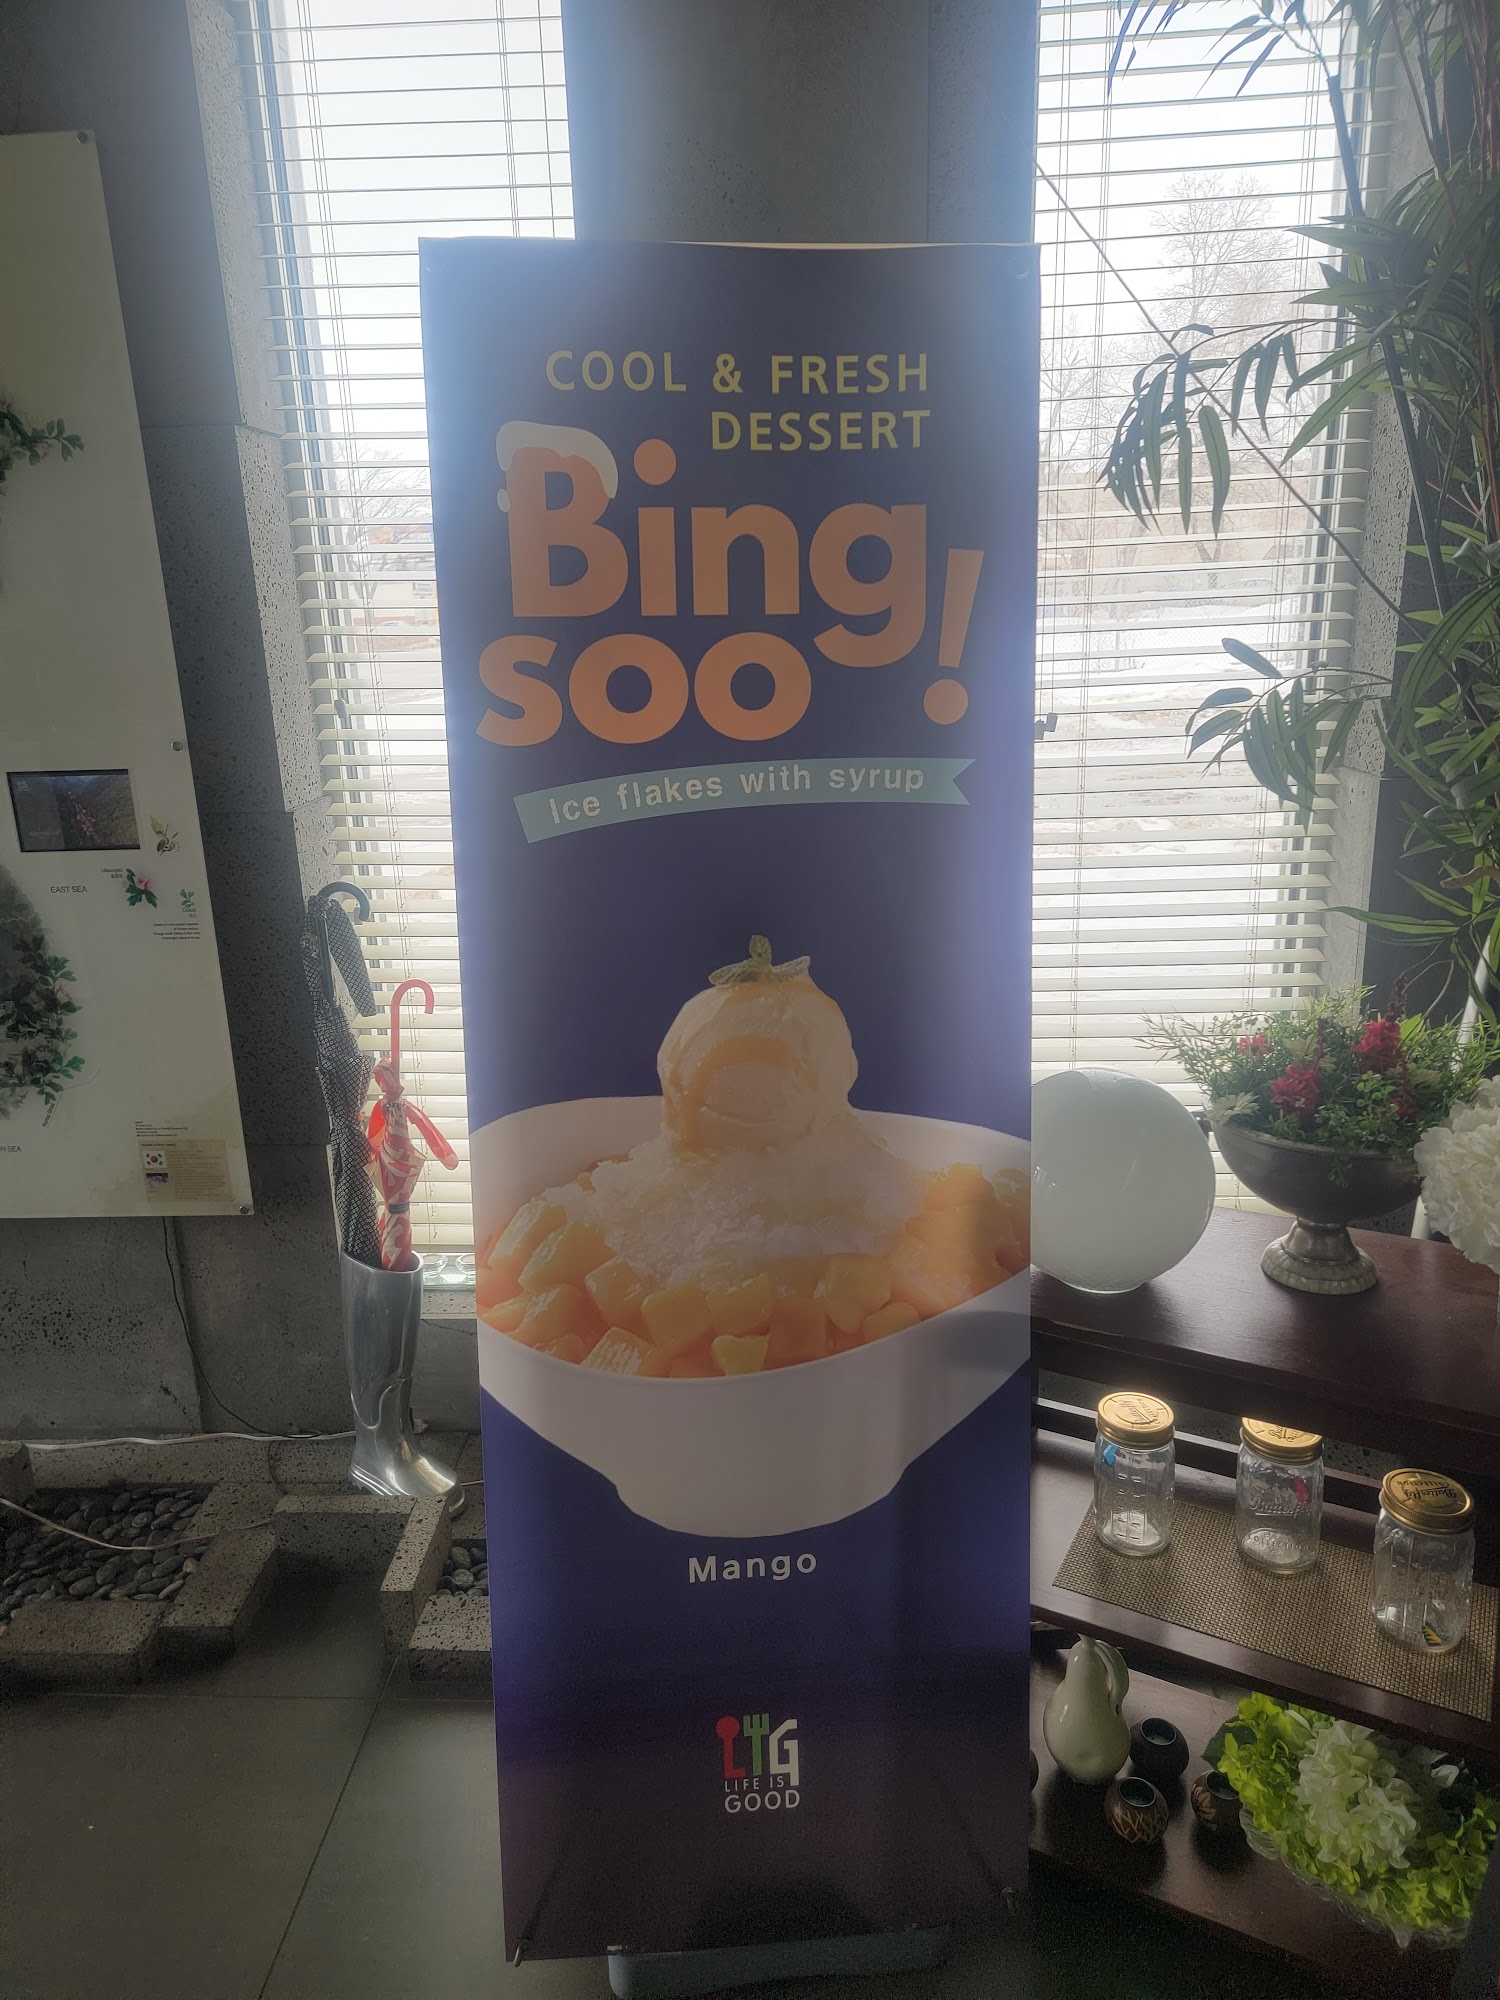 COOL & FRESH
DESSERT
Bing
soo!
Ice flakes with syrup
Mango
LIFE IS
GOOD
EAST SEA